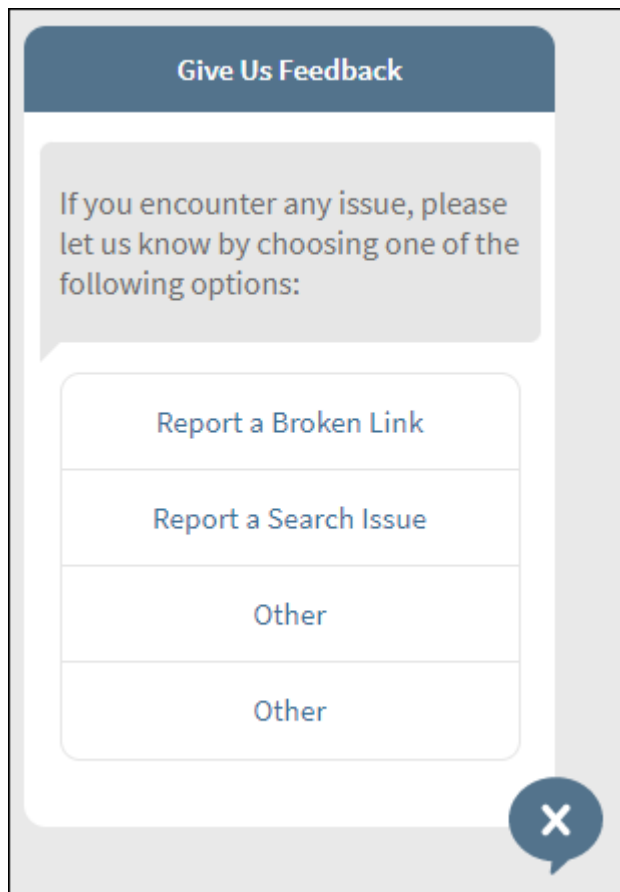 Give Us Feedback
If you encounter any issue, please
let us know by choosing one of the
following options:
Report a Broken Link
Report a Search Issue
Other
Other